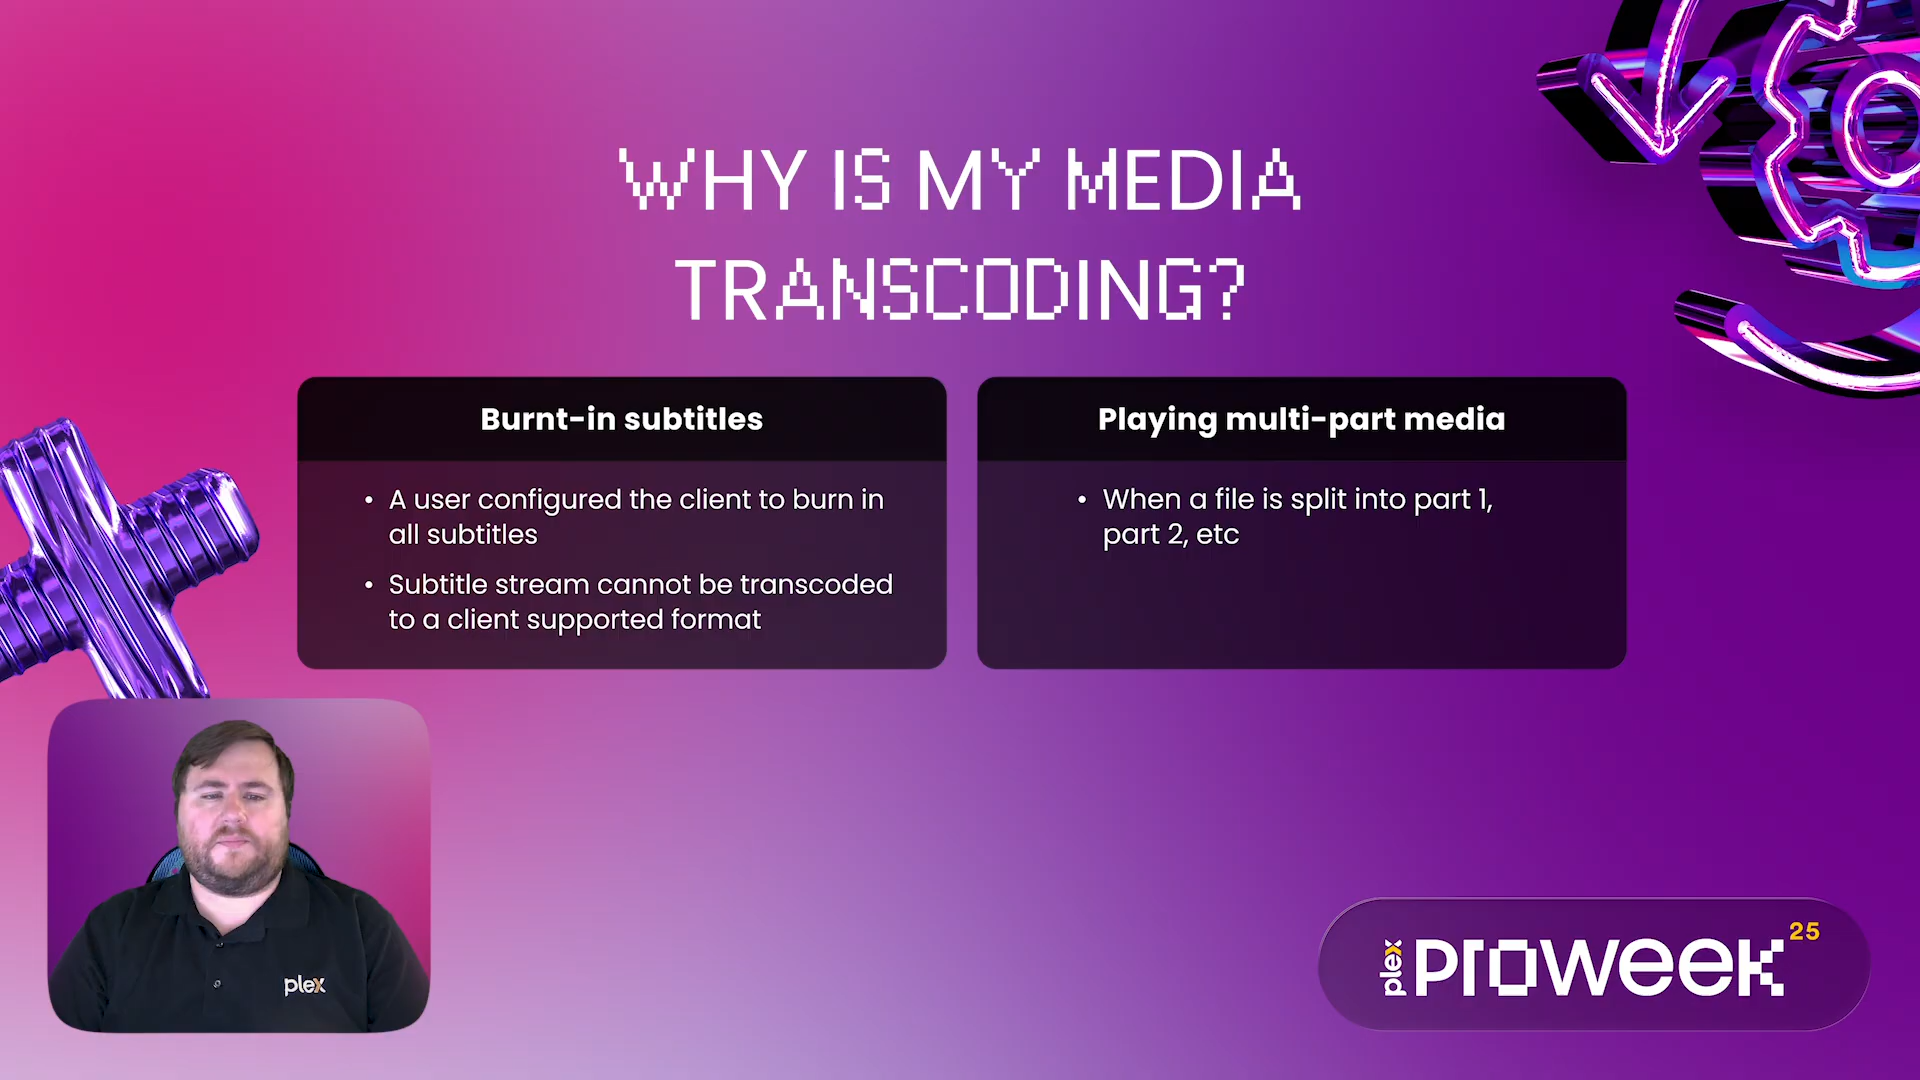 WHY IS MY MEDIA
TRANSCODING?
Burnt-in subtitles
• A user configured the client to burn in
all subtitles
• Subtitle stream cannot be transcoded
to a client supported format
Playing multi-part media
• When a file is split into part 1,
part 2, etc
plex
plex proweek 25